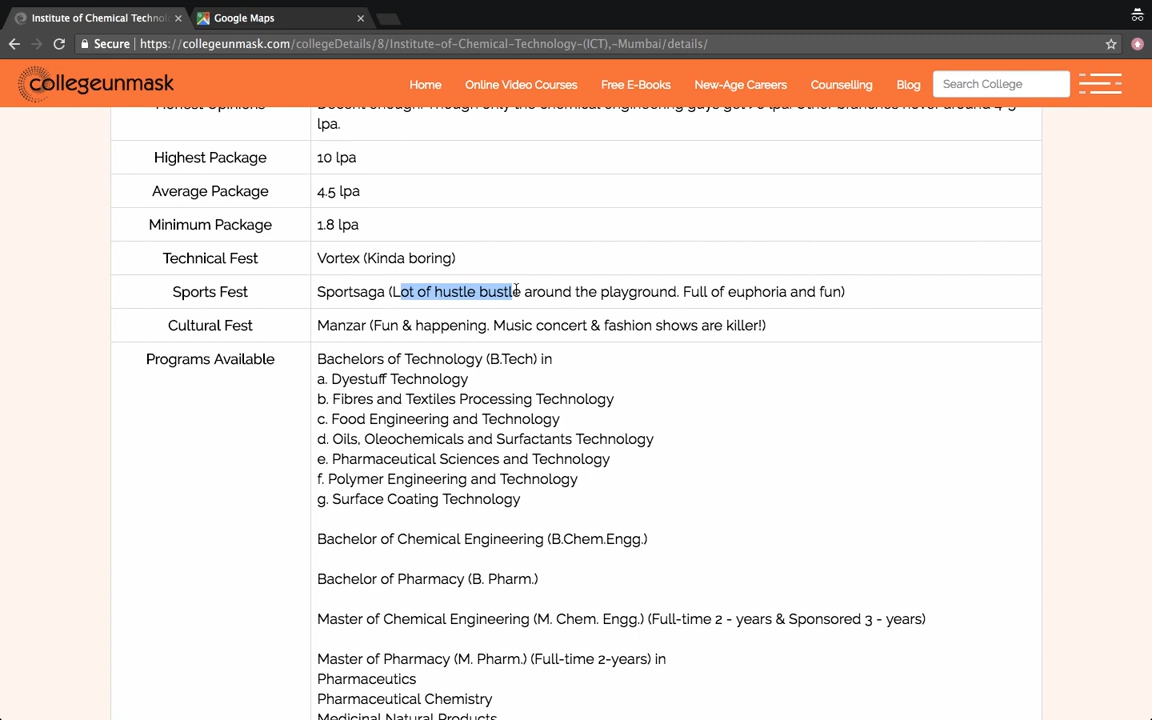 Institute of Chemical Technol
Google Maps
Secure | https://collegeunmask.com/collegeDetails/8/Institute-of-Chemical-Technology-(ICT),-Mumbai/details/
collegeunmask
Home
Online Video Courses
Free E-Books
New-Age Careers
Counselling
Blog
Search College
lpa.
Highest Package
10 lpa
Average Package
4.5 lpa
Minimum Package
1.8 lpa
Technical Fest
Vortex (Kinda boring)
Sports Fest
Sportsaga (Lot of hustle bustle around the playground. Full of euphoria and fun)
Cultural Fest
Manzar (Fun & happening. Music concert & fashion shows are killer!)
Programs Available
Bachelors of Technology (B.Tech) in
a. Dyestuff Technology
b. Fibres and Textiles Processing Technology
c. Food Engineering and Technology
d. Oils, Oleochemicals and Surfactants Technology
e. Pharmaceutical Sciences and Technology
f. Polymer Engineering and Technology
g. Surface Coating Technology
Bachelor of Chemical Engineering (B.Chem.Engg.)
Bachelor of Pharmacy (B. Pharm.)
Master of Chemical Engineering (M. Chem. Engg.) (Full-time 2 - years & Sponsored 3 - years)
Master of Pharmacy (M. Pharm.) (Full-time 2-years) in
Pharmaceutics
Pharmaceutical Chemistry
Medicinal Natural Products